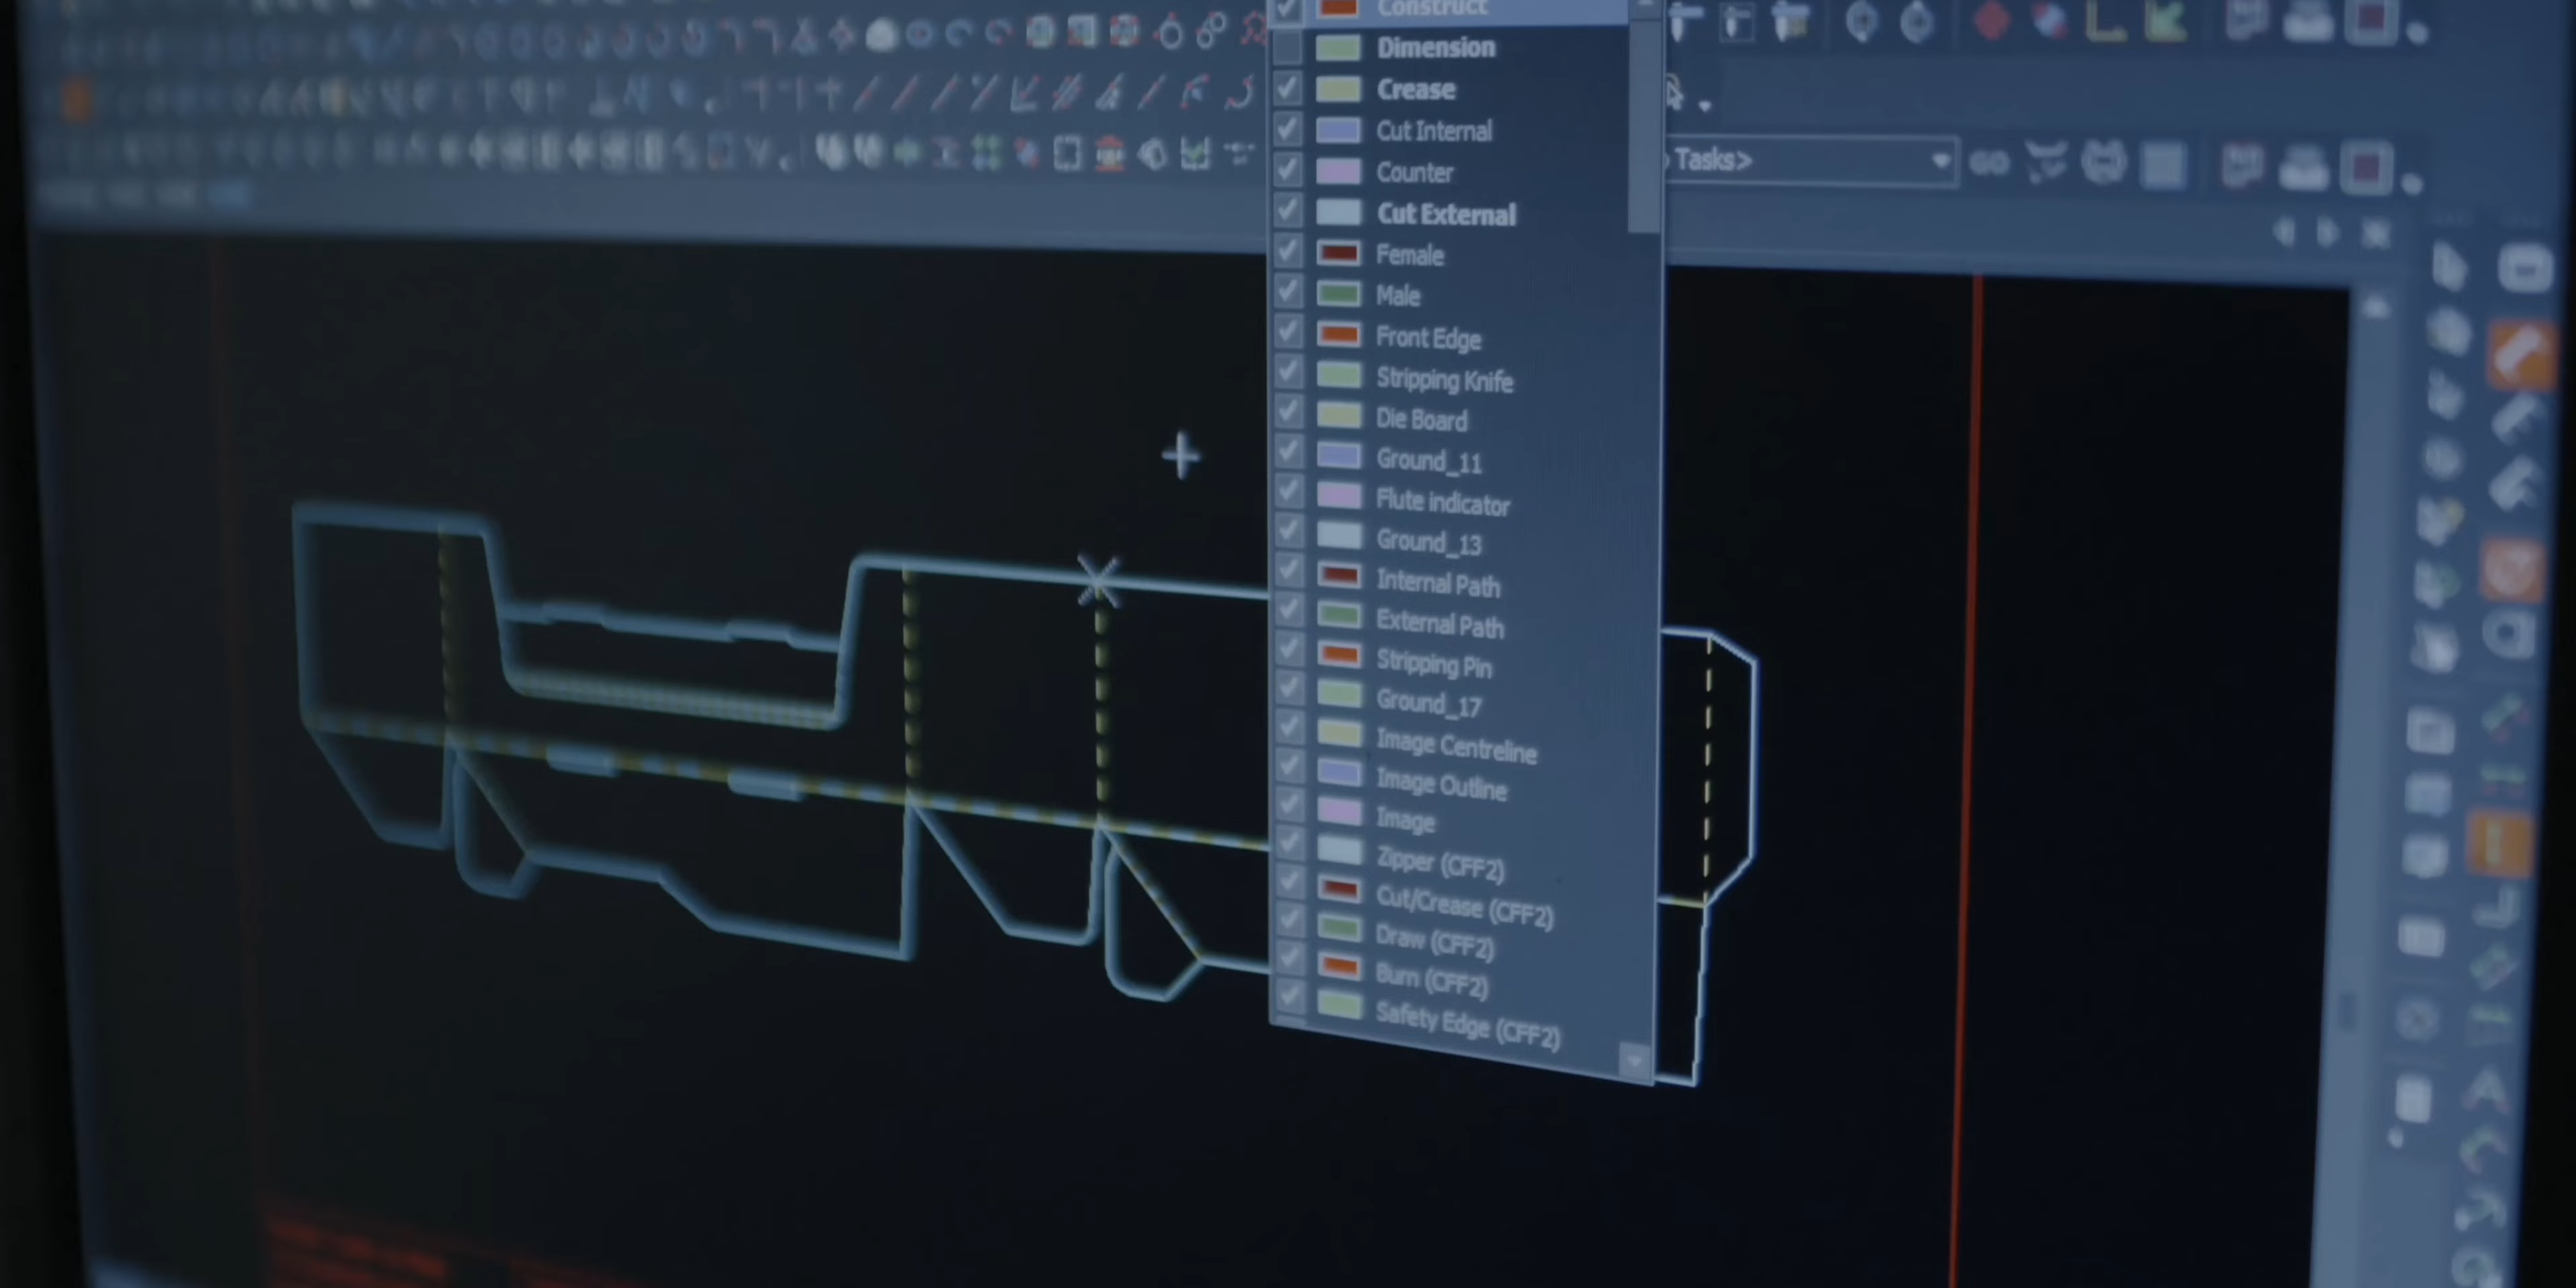 Construct
Dimension
Crease
Cut Internal
Counter
Cut External
Tasks>
GO
Female
Male
Front Edge
Stripping Knife
Die Board
Ground_11
Flute indicator
Ground_13
Internal Path
External Path
Stripping Pin
Ground_17
Image Centreline
Image Outline
Image
Zipper (CFF2)
Cut/Crease (CFF2)
Draw (CFF2)
Burn (CFF2)
Safety Edge (CFF2)